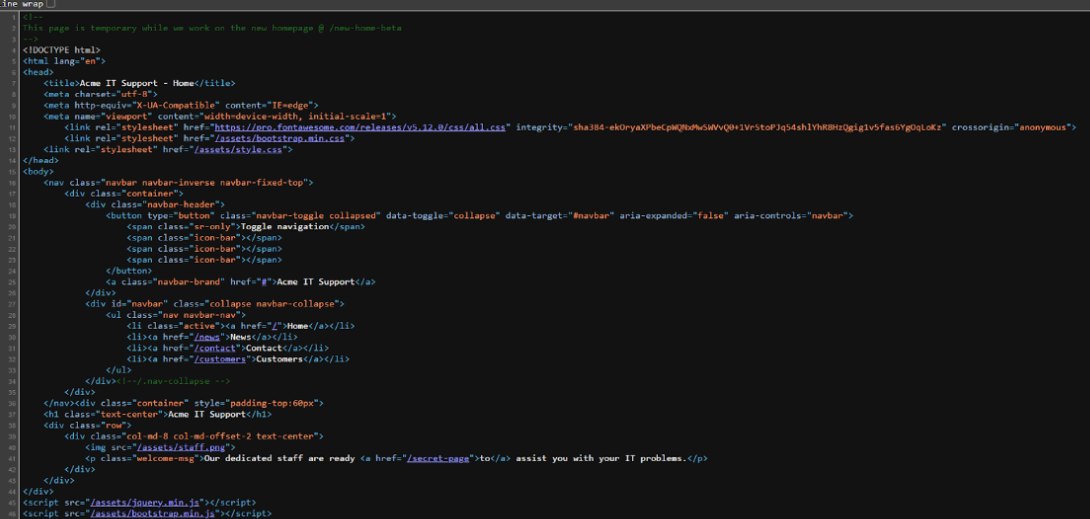 ine wrap
1 <!--
2 This page is temporary while we work on the new homepage @ /new-home-beta
3 -->
4 <!DOCTYPE html>
5 <html lang="en">
6 <head>
7 <title>Acme IT Support - Home</title>
8 <meta charset="utf-8">
9 <meta http-equiv="X-UA-Compatible" content="IE=edge">
10 <meta name="viewport" content="width=device-width, initial-scale=1">
11 <link rel="stylesheet" href="https://pro.fontawesome.com/releases/v5.12.0/css/all.css" crossorigin="anonymous">
12 <link rel="stylesheet" href="/assets/bootstrap.min.css">
13 <link rel="stylesheet" href="/assets/style.css">
14 </head>
15 <body>
16 <nav class="navbar navbar-inverse navbar-fixed-top">
17 <div class="container">
18 <div class="navbar-header">
19 <button type="button" class="navbar-toggle collapsed" data-toggle="collapse" data-target="#navbar" aria-expanded="false" aria-controls="navbar">
20 <span class="sr-only">Toggle navigation</span>
21 <span class="icon-bar"></span>
22 <span class="icon-bar"></span>
23 <span class="icon-bar"></span>
24 </button>
25 <a class="navbar-brand" href="#">Acme IT Support</a>
26 </div>
27 <div id="navbar" class="collapse navbar-collapse">
28 <ul class="nav navbar-nav">
29 <li class="active"><a href="/">Home</a></li>
30 <li><a href="/news">News</a></li>
31 <li><a href="/contact">Contact</a></li>
32 <li><a href="/customers">Customers</a></li>
33 </ul>
34 </div><!--/.nav-collapse -->
35 </div>
36 </nav><div class="container" style="padding-top:60px">
37 <h1 class="text-center">Acme IT Support</h1>
38 <div class="row">
39 <div class="col-md-8 col-md-offset-2 text-center">
40 <img src="/assets/staff.png">
41 <p class="welcome-msg">Our dedicated staff are ready <a href="/secret-page">to</a> assist you with your IT problems.</p>
42 </div>
43 </div>
44 </div>
45 <script src="/assets/jquery.min.js"></script>
46 <script src="/assets/bootstrap.min.js"></script>